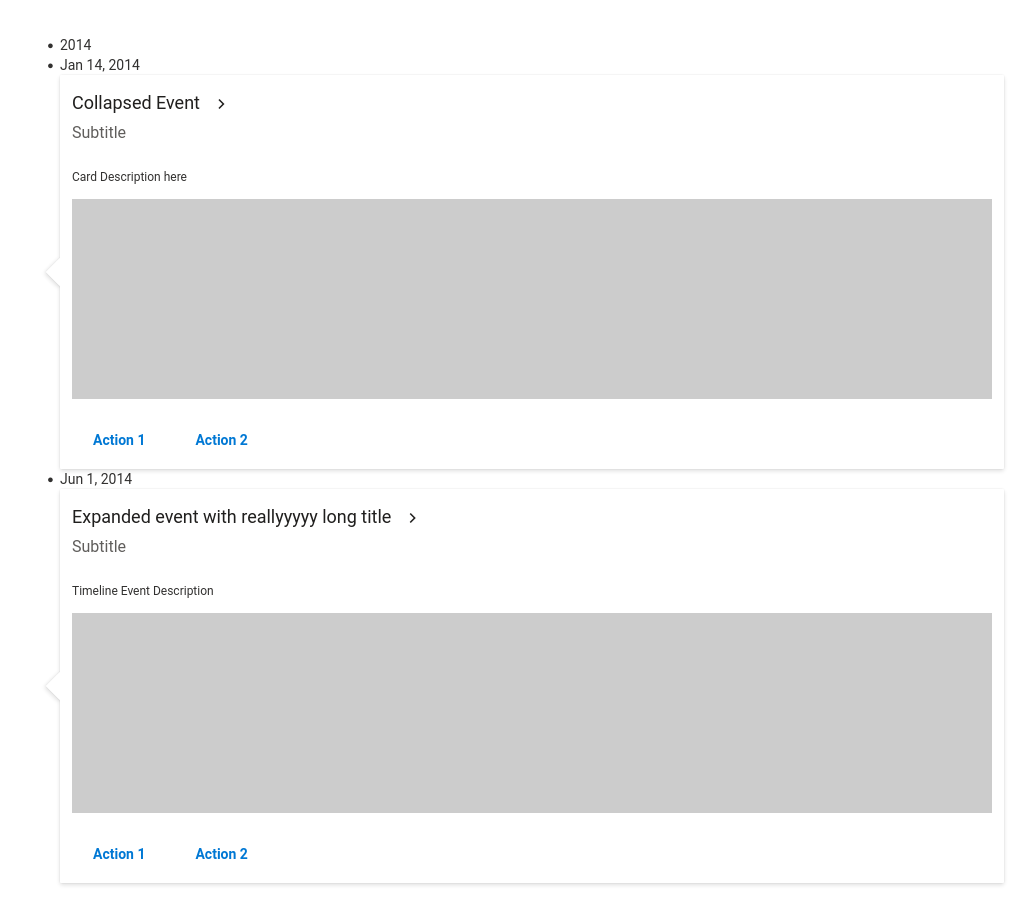 2014
Jan 14, 2014
Collapsed Event
Subtitle
Card Description here
Action 1 Action 2
Jun 1, 2014
Expanded event with reallyyyyy long title
Subtitle
Timeline Event Description
Action 1 Action 2